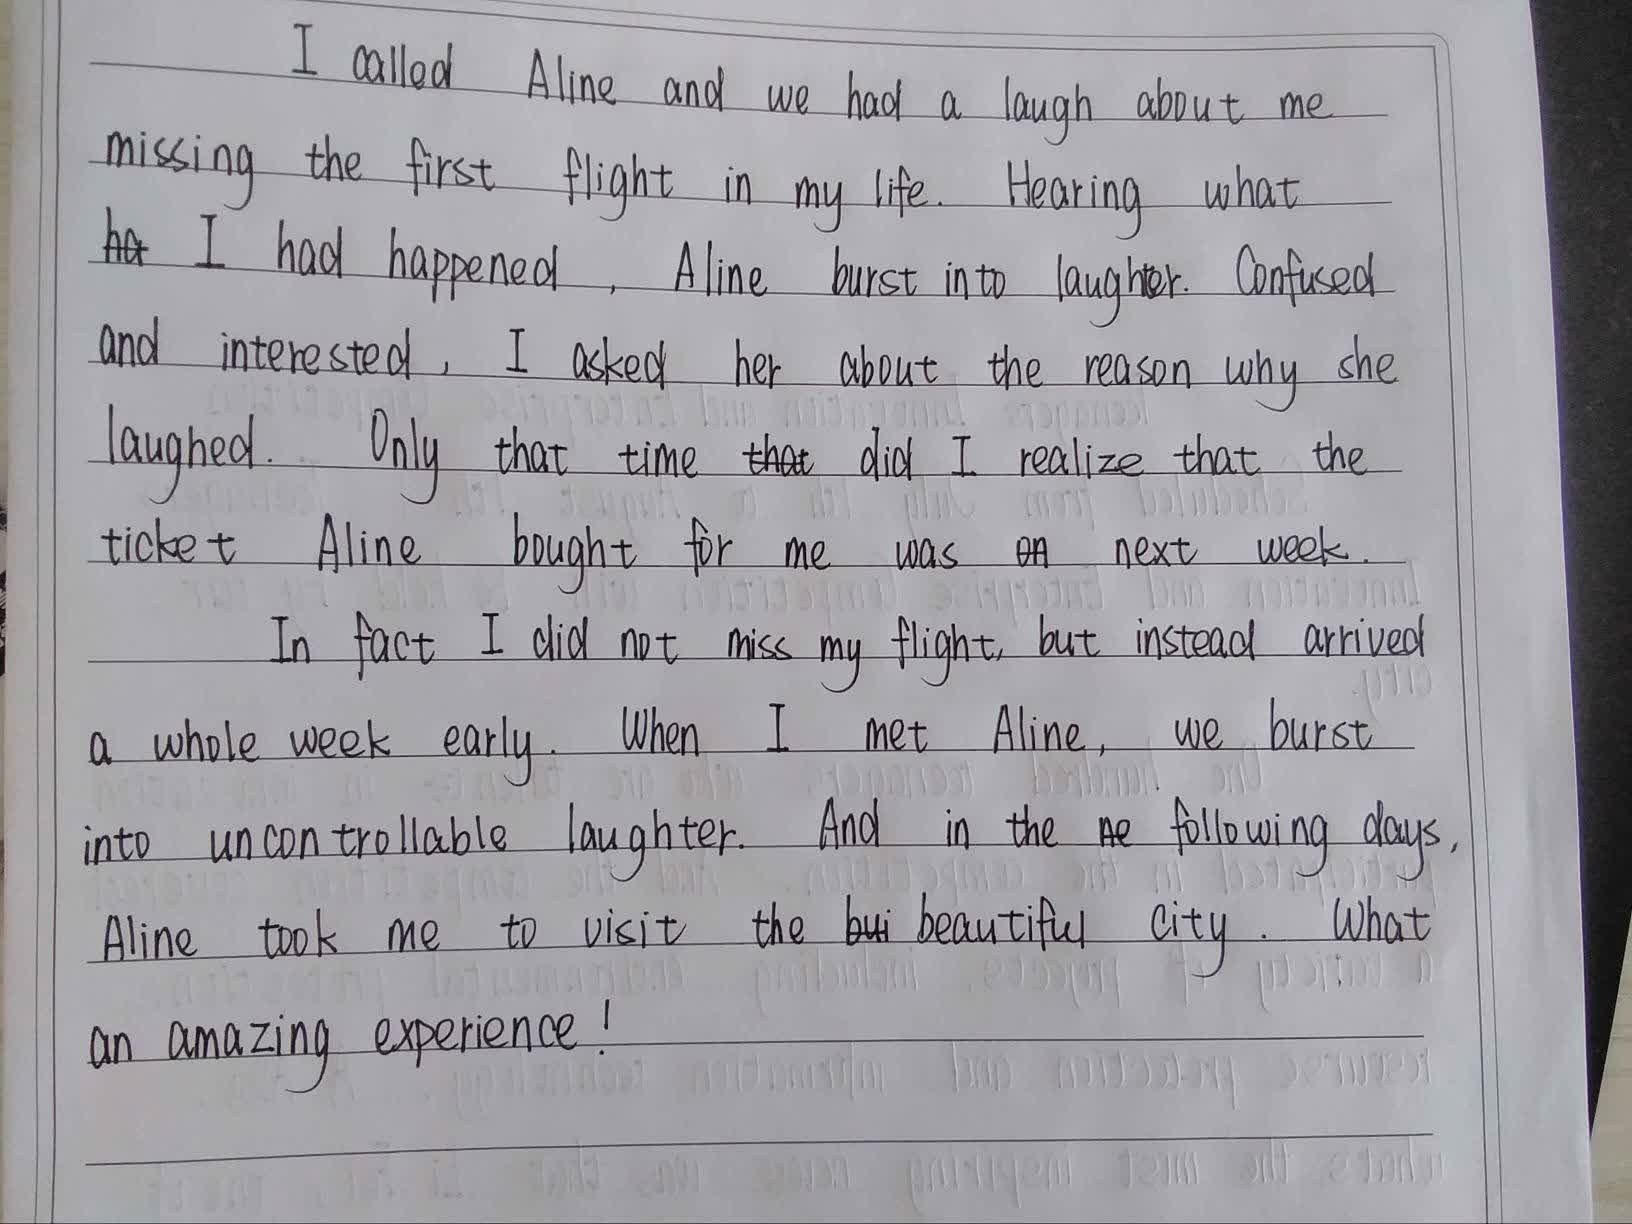 I called Aline and we had a laugh about me
missing the first flight in my life. Hearing what
ha I had happened, Aline burst into laughter. Confused
and interested, I asked her about the reason why she
laughed. Only that time that did I realize that the
ticket Aline bought for me was on next week.
In fact I did not miss my flight, but instead arrived
a whole week early. When I met Aline, we burst
into uncontrollable laughter. And in the ne following days,
Aline took me to visit the bui beautiful city. What
an amazing experience!